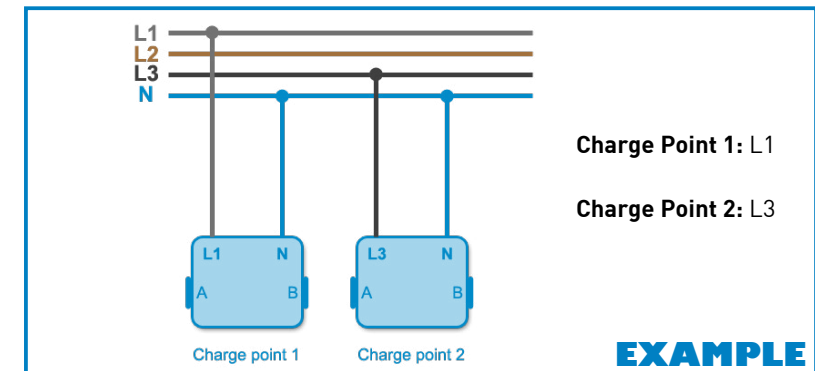 L1
L2
L3
N
Charge Point 1: L1
Charge Point 2: L3
L1 N L3 N
A B A B
Charge point 1 Charge point 2
EXAMPLE